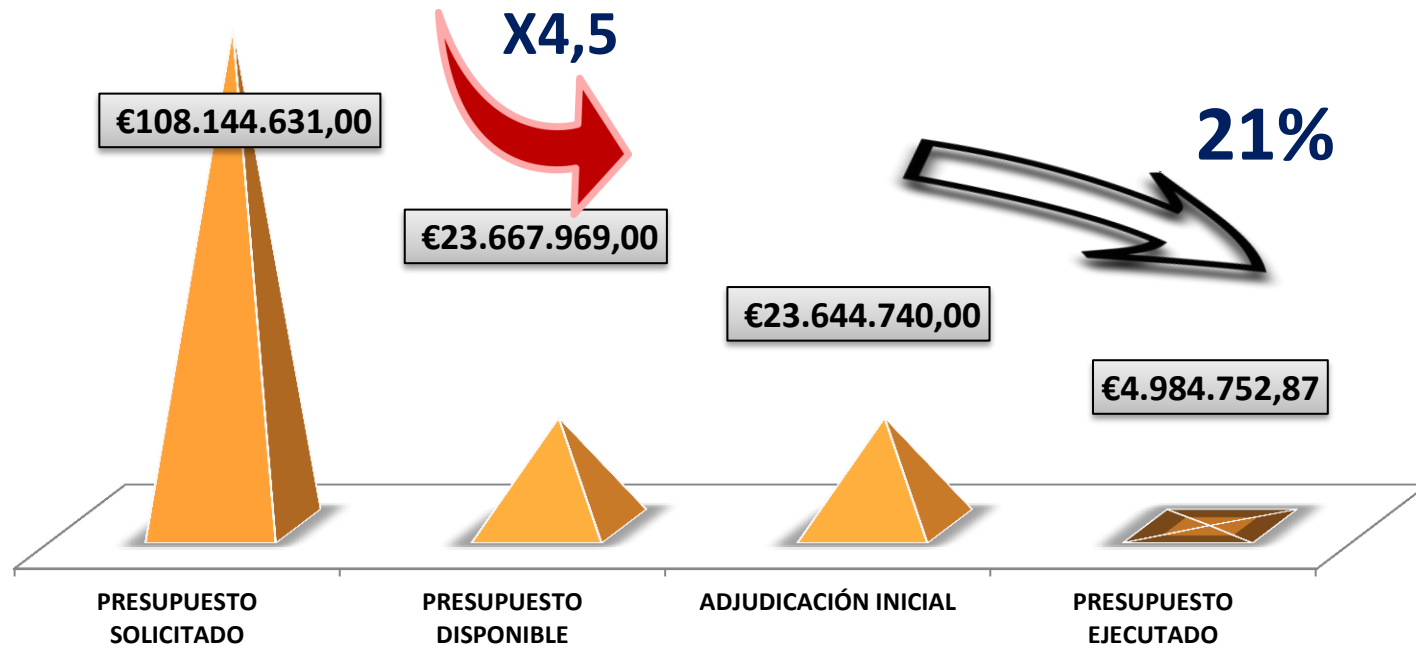 X4,5
€108.144.631,00
21%
€23.667.969,00
€23.644.740,00
€4.984.752,87
PRESUPUESTO
SOLICITADO
PRESUPUESTO
DISPONIBLE
ADJUDICACIÓN INICIAL
PRESUPUESTO
EJECUTADO